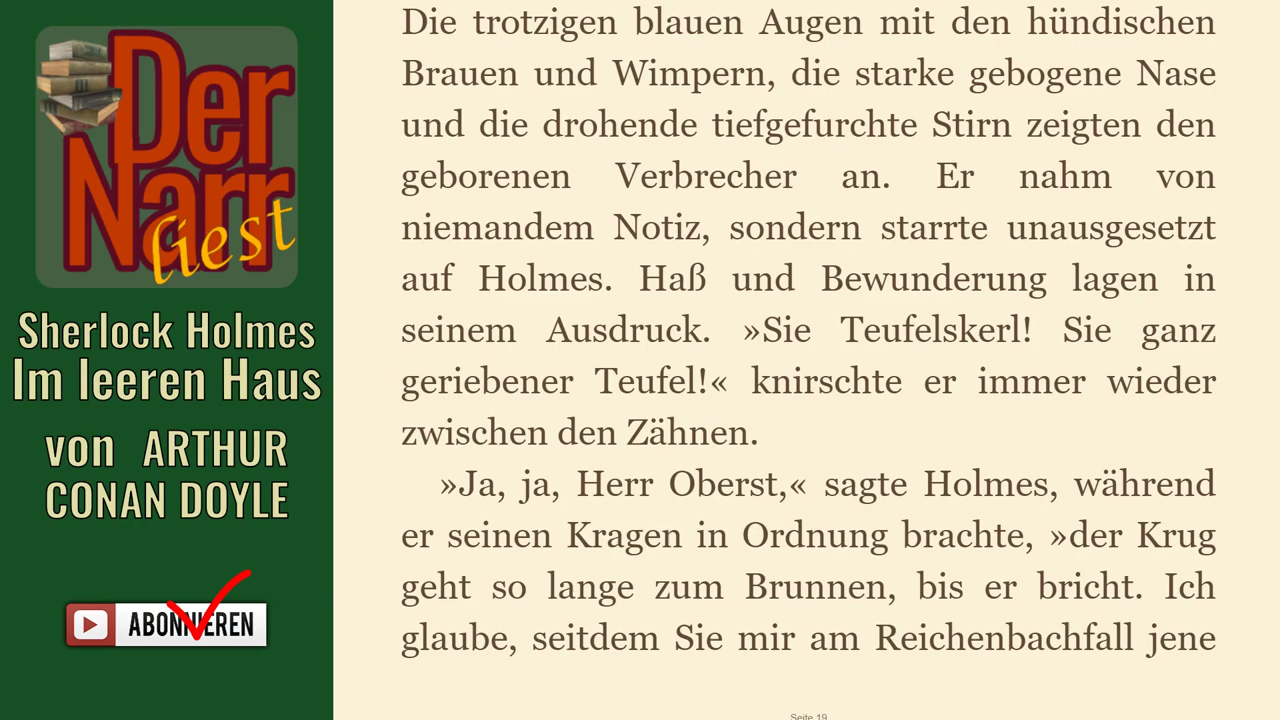 Der
Narr
liest
Sherlock Holmes
Im leeren Haus
von ARTHUR
CONAN DOYLE
ABONNIEREN
Die trotzigen blauen Augen mit den hündischen
Brauen und Wimpern, die starke gebogene Nase
und die drohende tiefgefurchte Stirn zeigten den
geborenen Verbrecher an. Er nahm von
niemandem Notiz, sondern starrte unausgesetzt
auf Holmes. Haß und Bewunderung lagen in
seinem Ausdruck. »Sie Teufelskerl! Sie ganz
geriebener Teufel!« knirschte er immer wieder
zwischen den Zähnen.
»Ja, ja, Herr Oberst,« sagte Holmes, während
er seinen Kragen in Ordnung brachte, »der Krug
geht so lange zum Brunnen, bis er bricht. Ich
glaube, seitdem Sie mir am Reichenbachfall jene
Seite 19